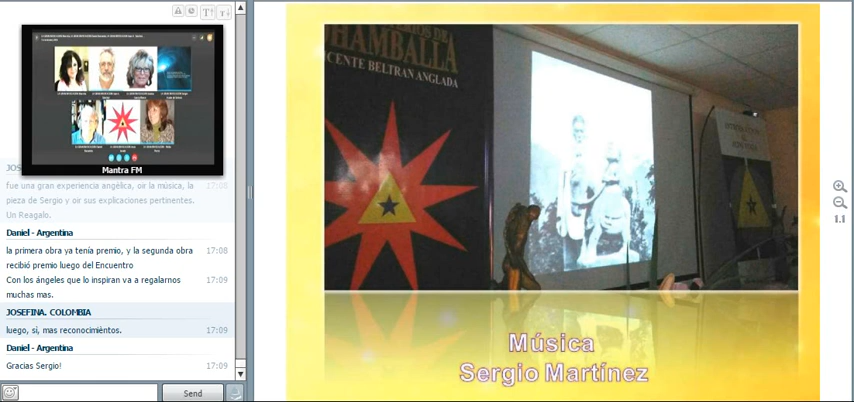 Mantra FM
fue una gran experiencia angélica, oir la música, la 17:08
pieza de Sergio y oir sus explicaciones pertinentes.
Un Reagalo.
Daniel - Argentina
la primera obra ya tenía premio, y la segunda obra 17:08
recibió premio luego del Encuentro
Con los ángeles que lo inspiran va a regalarnos 17:09
muchas mas.
JOSEFINA. COLOMBIA
luego, si, mas reconocimièntos. 17:09
Daniel - Argentina
Gracias Sergio! 17:09
Send
HAMBALLA
ICENTE BELTRAN ANGLADA
Música
Sergio Martínez
1.1